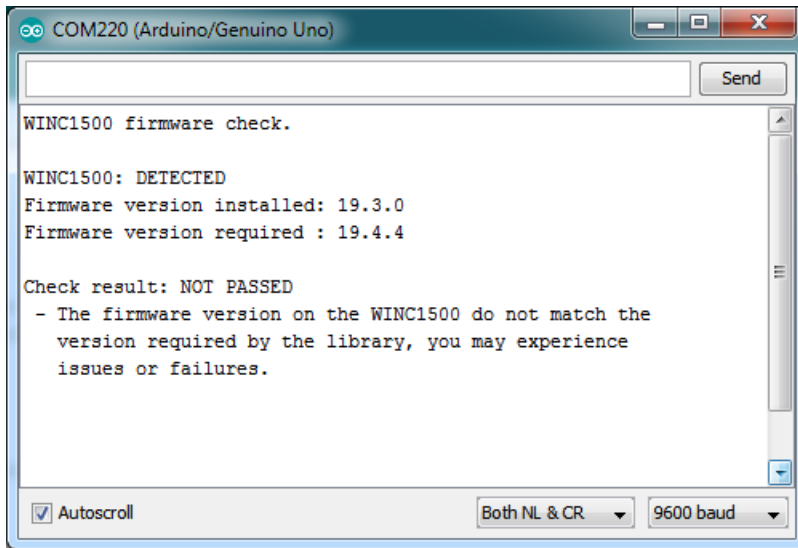 COM220 (Arduino/Genuino Uno)
Send
WINC1500 firmware check.
WINC1500: DETECTED
Firmware version installed: 19.3.0
Firmware version required : 19.4.4
Check result: NOT PASSED
- The firmware version on the WINC1500 do not match the
version required by the library, you may experience
issues or failures.
Autoscroll
Both NL & CR
9600 baud